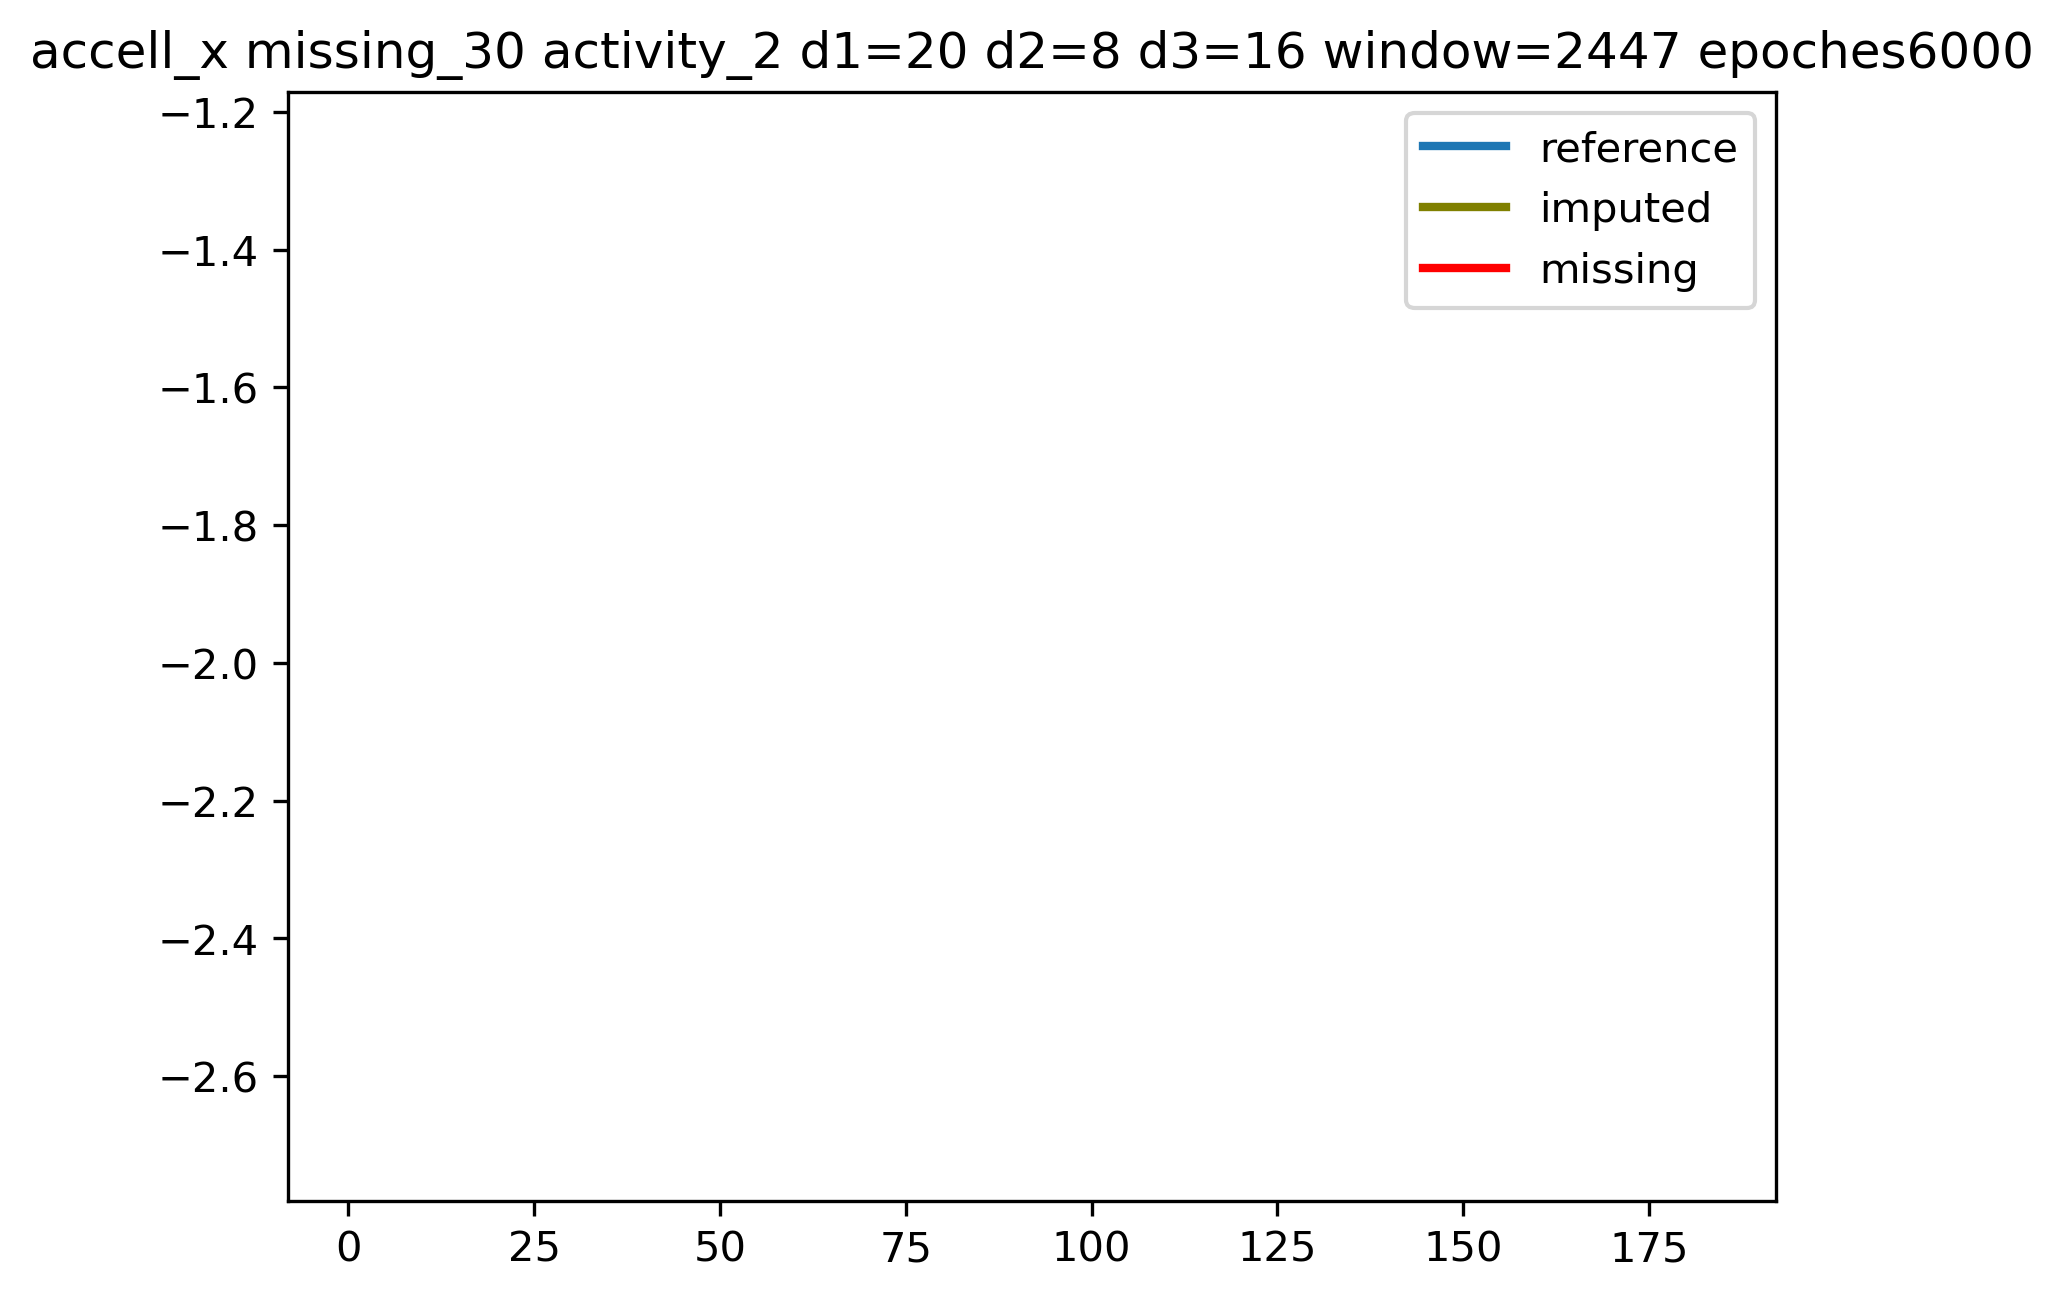 accell_x missing_30 activity_2 d1=20 d2=8 d3=16 window=2447 epoches6000
−1.2
−1.4
−1.6
−1.8
−2.0
−2.2
−2.4
−2.6
reference
imputed
missing
0 25 50 75 100 125 150 175